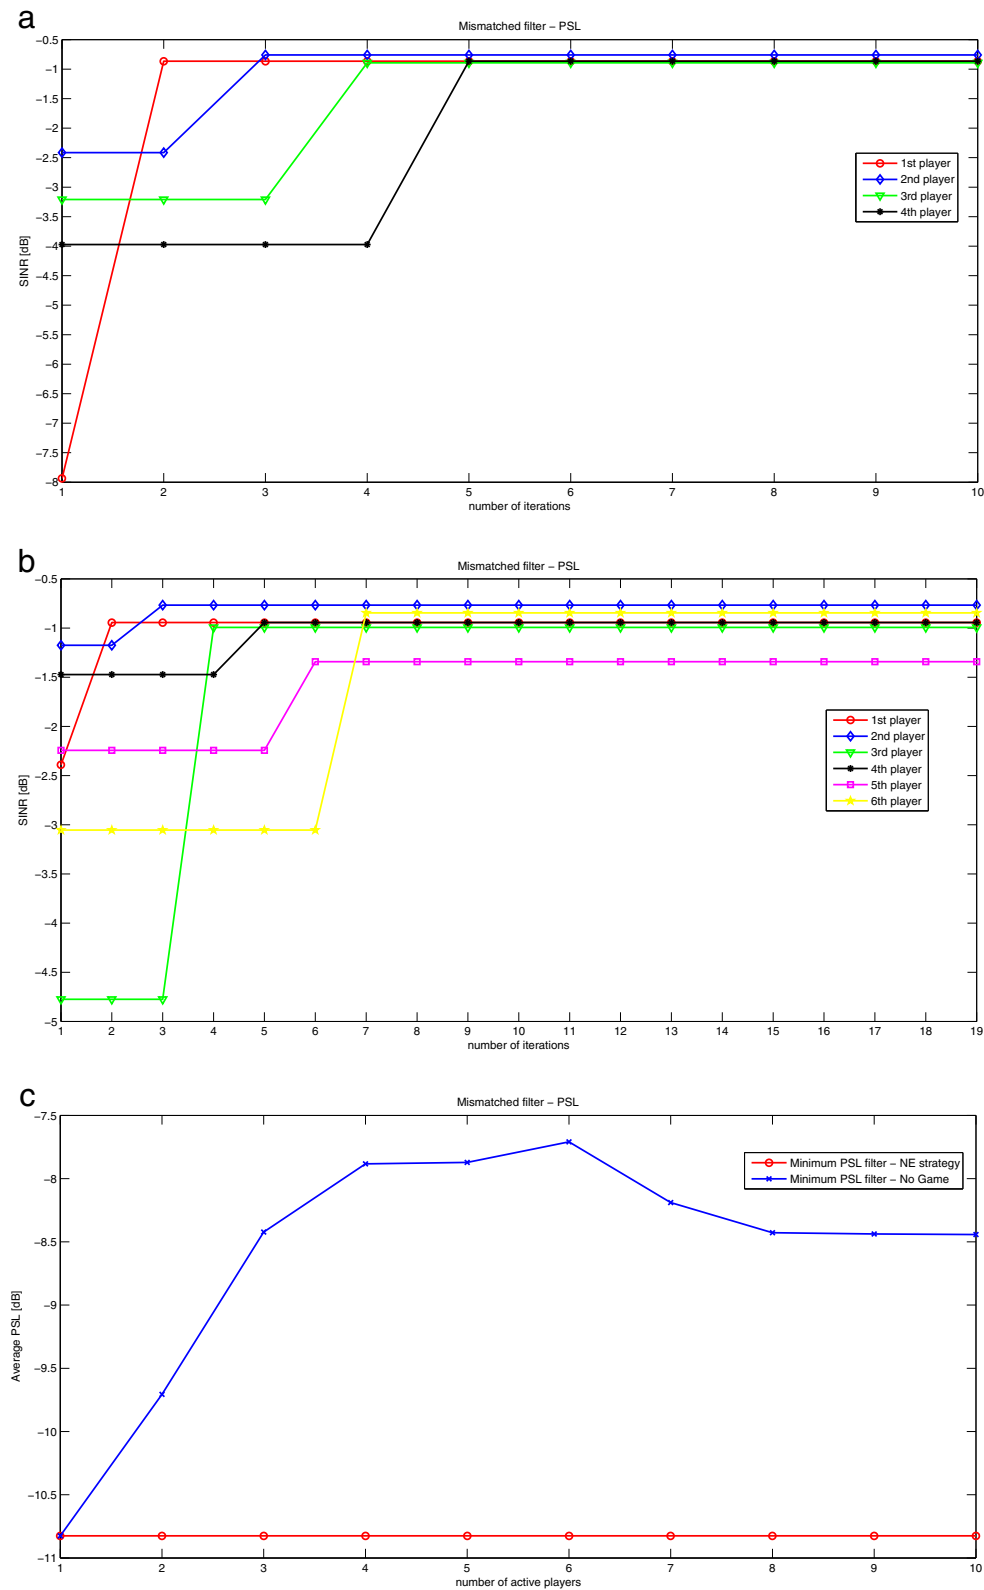 a
Mismatched filter – PSL
−0.5
−1
−1.5
−2
−2.5
−3
−3.5
−4
−4.5
−5
−5.5
−6
−6.5
−7
−7.5
−8
SINR [dB]
1st player
2nd player
3rd player
4th player
1 2 3 4 5 6 7 8 9 10
number of iterations
b
Mismatched filter – PSL
−0.5
−1
−1.5
−2
−2.5
−3
−3.5
−4
−4.5
−5
SINR [dB]
1st player
2nd player
3rd player
4th player
5th player
6th player
1 2 3 4 5 6 7 8 9 10 11 12 13 14 15 16 17 18 19
number of iterations
c
Mismatched filter – PSL
−7.5
−8
−8.5
−9
−9.5
−10
−10.5
−11
Average PSL [dB]
Minimum PSL filter – NE strategy
Minimum PSL filter – No Game
1 2 3 4 5 6 7 8 9 10
number of active players